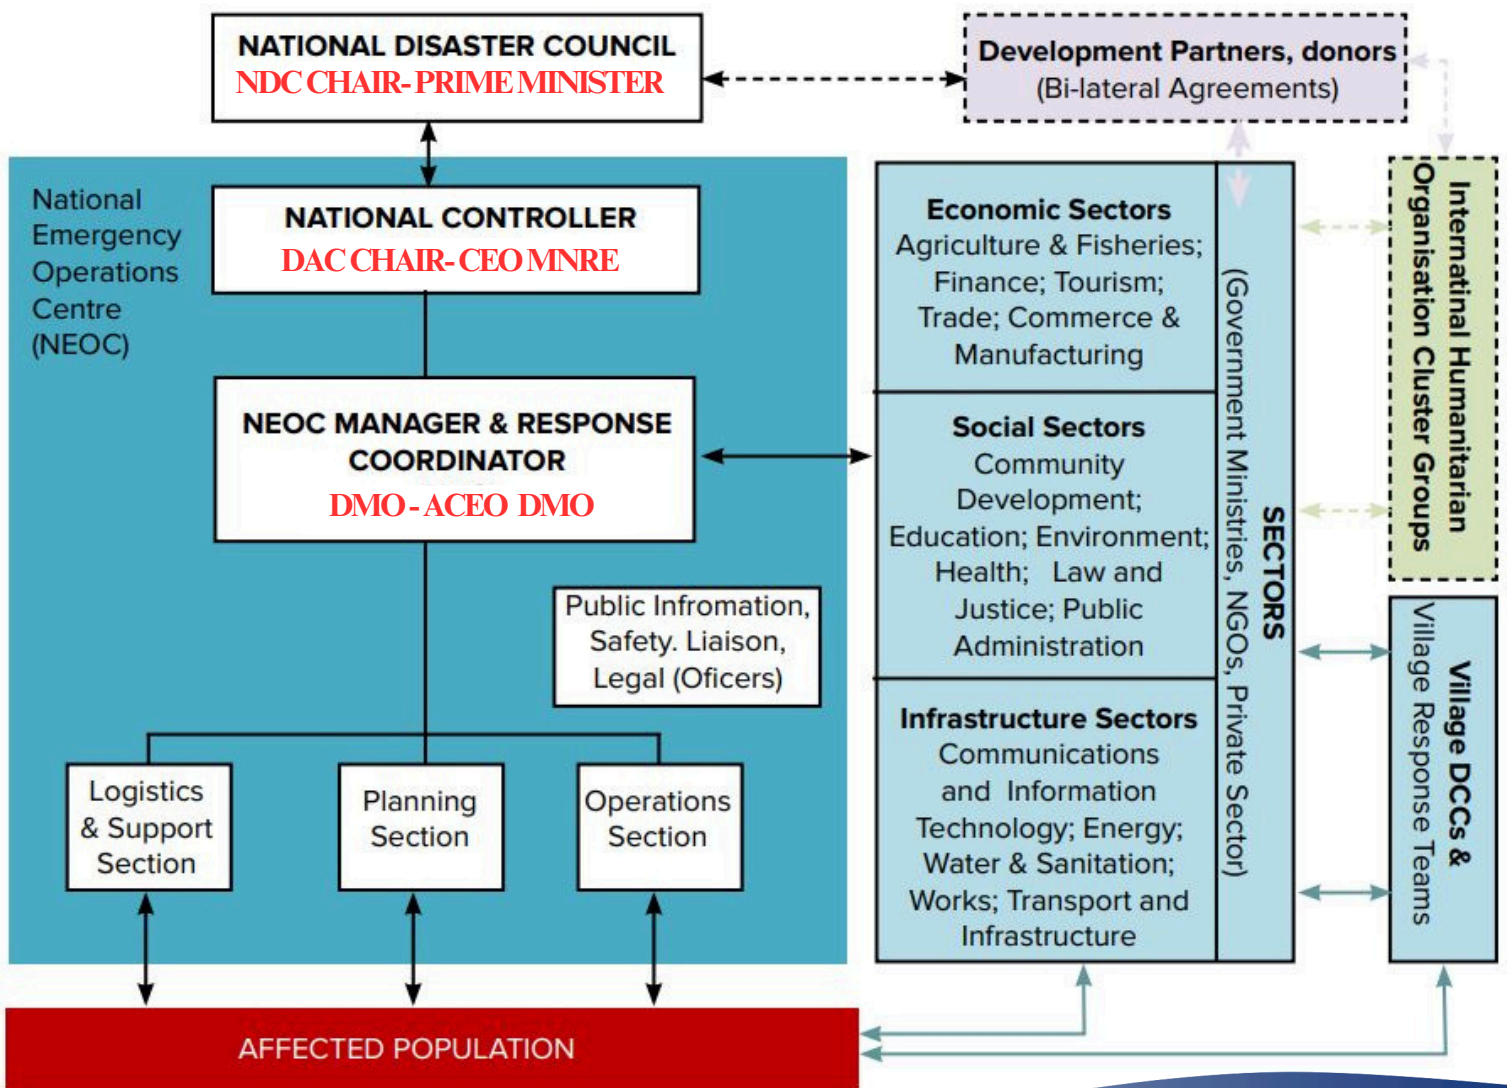 NATIONAL DISASTER COUNCIL
NDC CHAIR- PRIME MINISTER
Development Partners, donors
(Bi-lateral Agreements)
National
Emergency
Operations
Centre
(NEOC)
NATIONAL CONTROLLER
DAC CHAIR- CEO MNRE
NEOC MANAGER & RESPONSE
COORDINATOR
DMO - ACEO DMO
Public Infromation,
Safety. Liaison,
Legal (Oficers)
Logistics
& Support
Section
Planning
Section
Operations
Section
AFFECTED POPULATION
Economic Sectors
Agriculture & Fisheries;
Finance; Tourism;
Trade; Commerce &
Manufacturing
Social Sectors
Community
Development;
Education; Environment;
Health; Law and
Justice; Public
Administration
Infrastructure Sectors
Communications
and Information
Technology; Energy;
Water & Sanitation;
Works; Transport and
Infrastructure
SECTORS
(Government Ministries, NGOs, Private Sector)
Internatinal Humanitarian
Organisation Cluster Groups
Village DCCs &
Village Response Teams